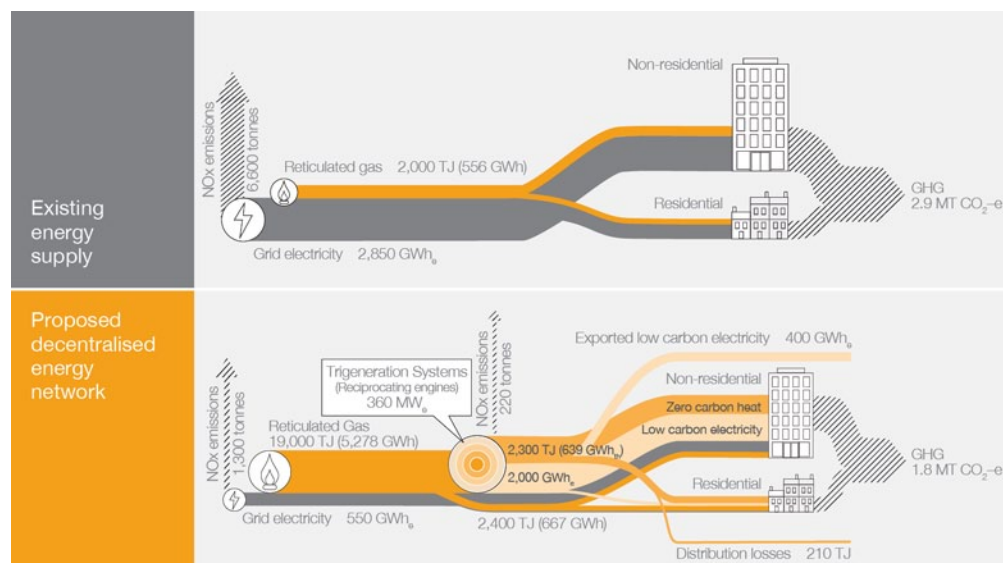 Existing
energy
supply
NOx emissions
6,600 tonnes
Reticulated gas 2,000 TJ (556 GWh)
Grid electricity 2,850 GWhₑ
Non-residential
Residential
GHG
2.9 MT CO₂-e
Proposed
decentralised
energy
network
NOx emissions
1,300 tonnes
Reticulated Gas
19,000 TJ (5,278 GWh)
Grid electricity 550 GWhₑ
Trigeneration Systems
(Reciprocating engines)
360 MWₑ
NOx emissions
220 tonnes
2,300 TJ (639 GWhₑ)
2,000 GWhₑ
2,400 TJ (667 GWh)
Exported low carbon electricity 400 GWhₑ
Non-residential
Zero carbon heat
Low carbon electricity
Residential
Distribution losses 210 TJ
GHG
1.8 MT CO₂-e